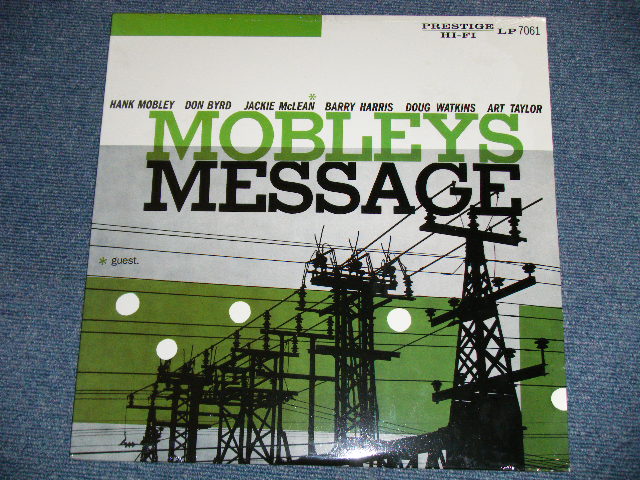 PRESTIGE LP 7061
HI-FI
*
HANK MOBLEY DON BYRD JACKIE McLEAN BARRY HARRIS DOUG WATKINS ART TAYLOR
MOBLEYS
MESSAGE
* guest.